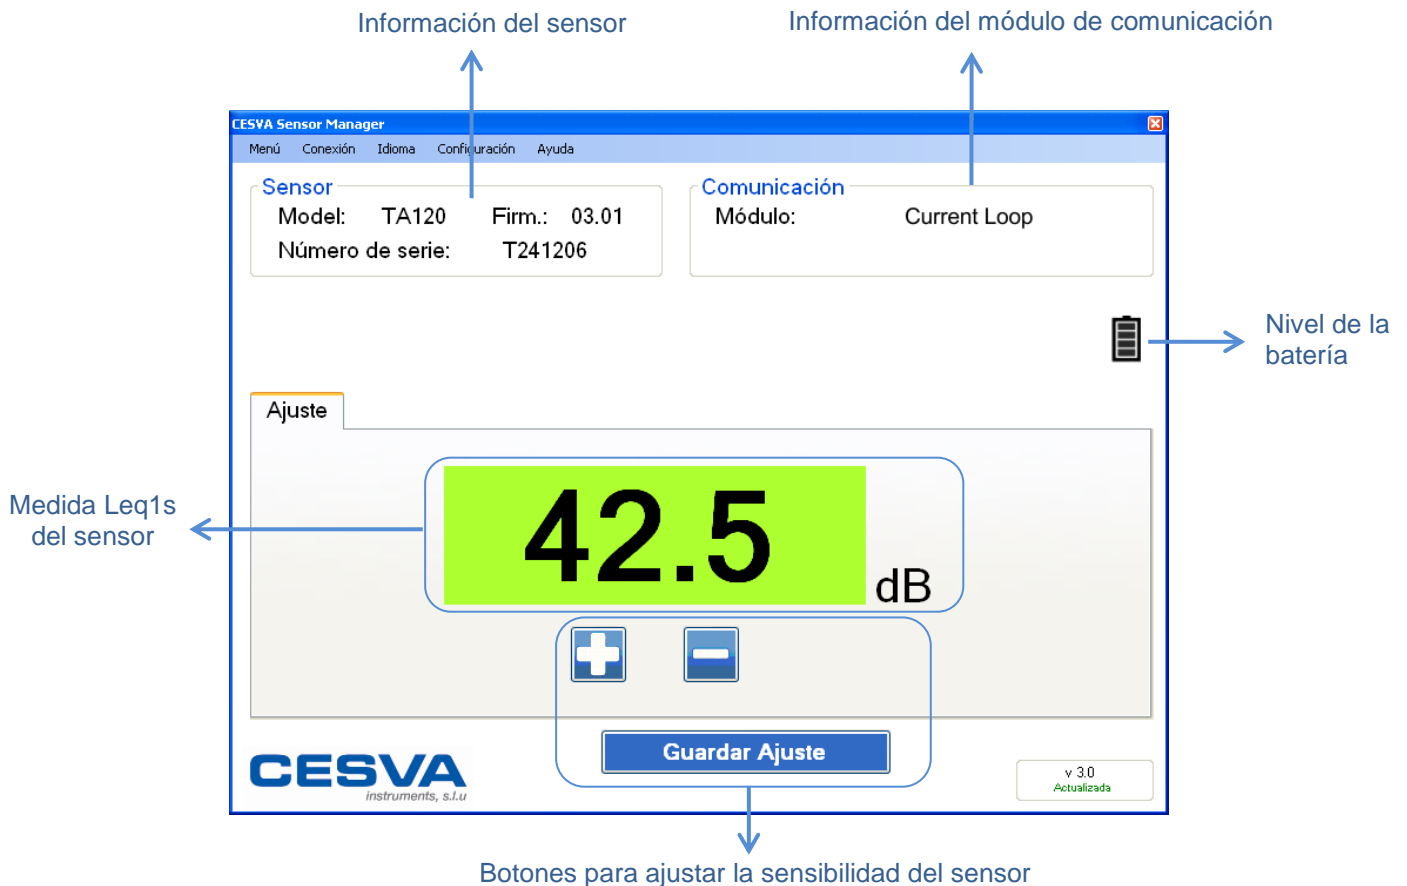 Información del sensor
Información del módulo de comunicación
CESVA Sensor Manager
Menú Conexión Idioma Configuración Ayuda
Sensor
Model: TA120 Firm.: 03.01
Número de serie: T241206
Comunicación
Módulo: Current Loop
Nivel de la
batería
Ajuste
Medida Leq1s
del sensor
42.5
dB
Guardar Ajuste
CESVA
instruments, s.l.u
v 3.0
Actualizada
Botones para ajustar la sensibilidad del sensor